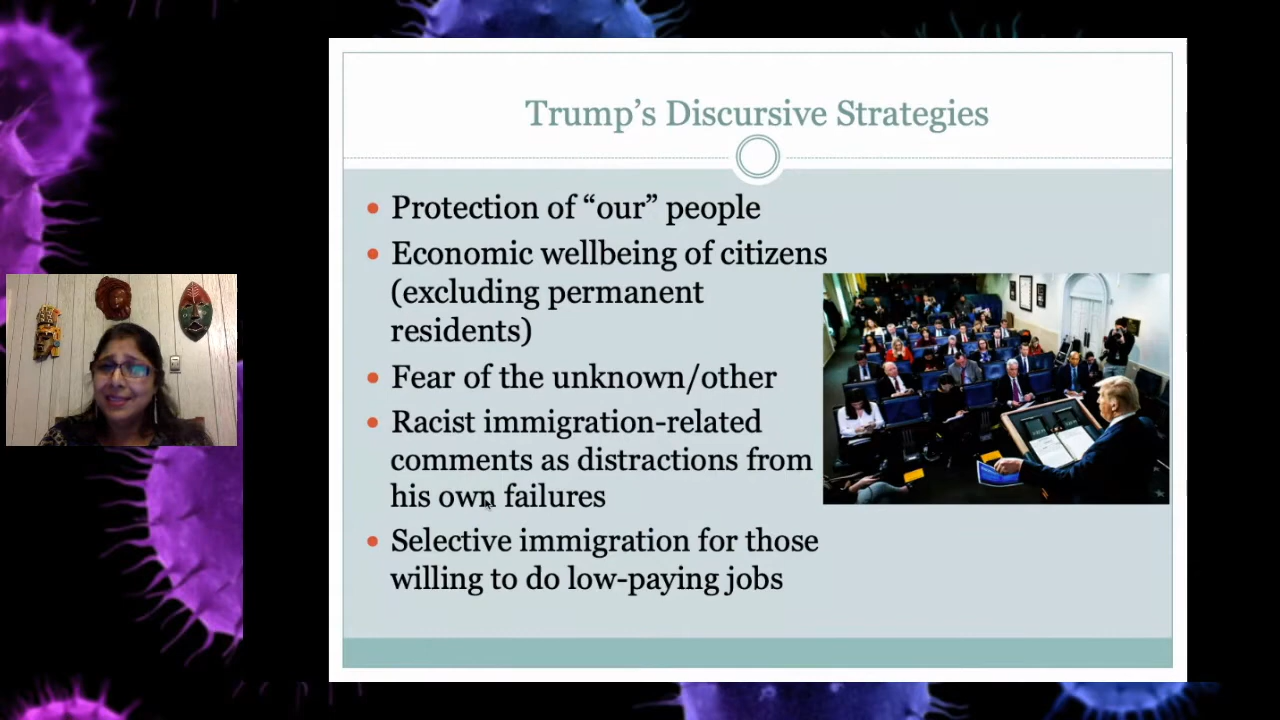 Trump’s Discursive Strategies
• Protection of “our” people
• Economic wellbeing of citizens
(excluding permanent
residents)
• Fear of the unknown/other
• Racist immigration-related
comments as distractions from
his own failures
• Selective immigration for those
willing to do low-paying jobs